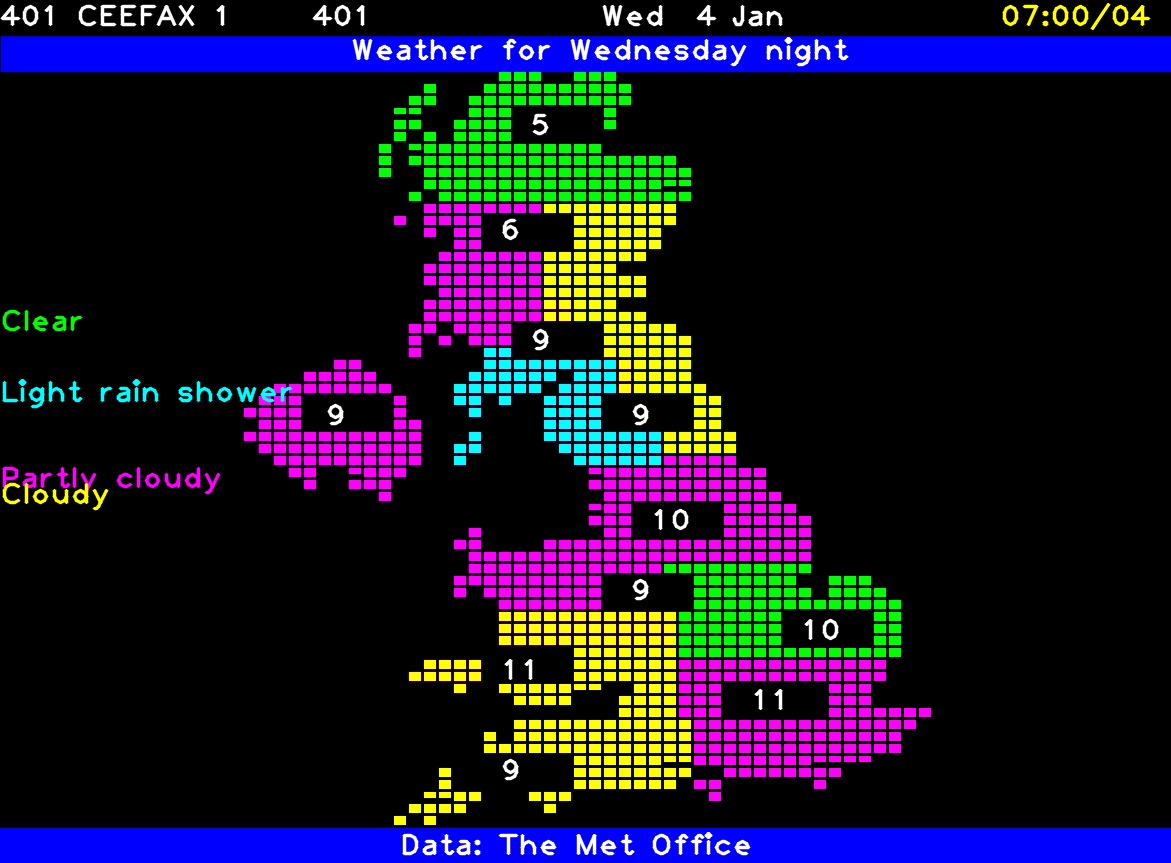 401 CEEFAX 1 401 Wed 4 Jan 07:00/04
Weather for Wednesday night
5
6
Clear
9
Light rain shower
9 9
Partly cloudy
Cloudy
10
9
10
11
11
9
Data: The Met Office